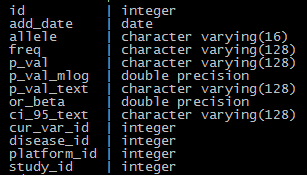 id | integer
add_date | date
allele | character varying(16)
freq | character varying(128)
p_val | character varying(128)
p_val_mlog | double precision
p_val_text | character varying(128)
or_beta | double precision
ci_95_text | character varying(128)
cur_var_id | integer
disease_id | integer
platform_id | integer
study_id | integer